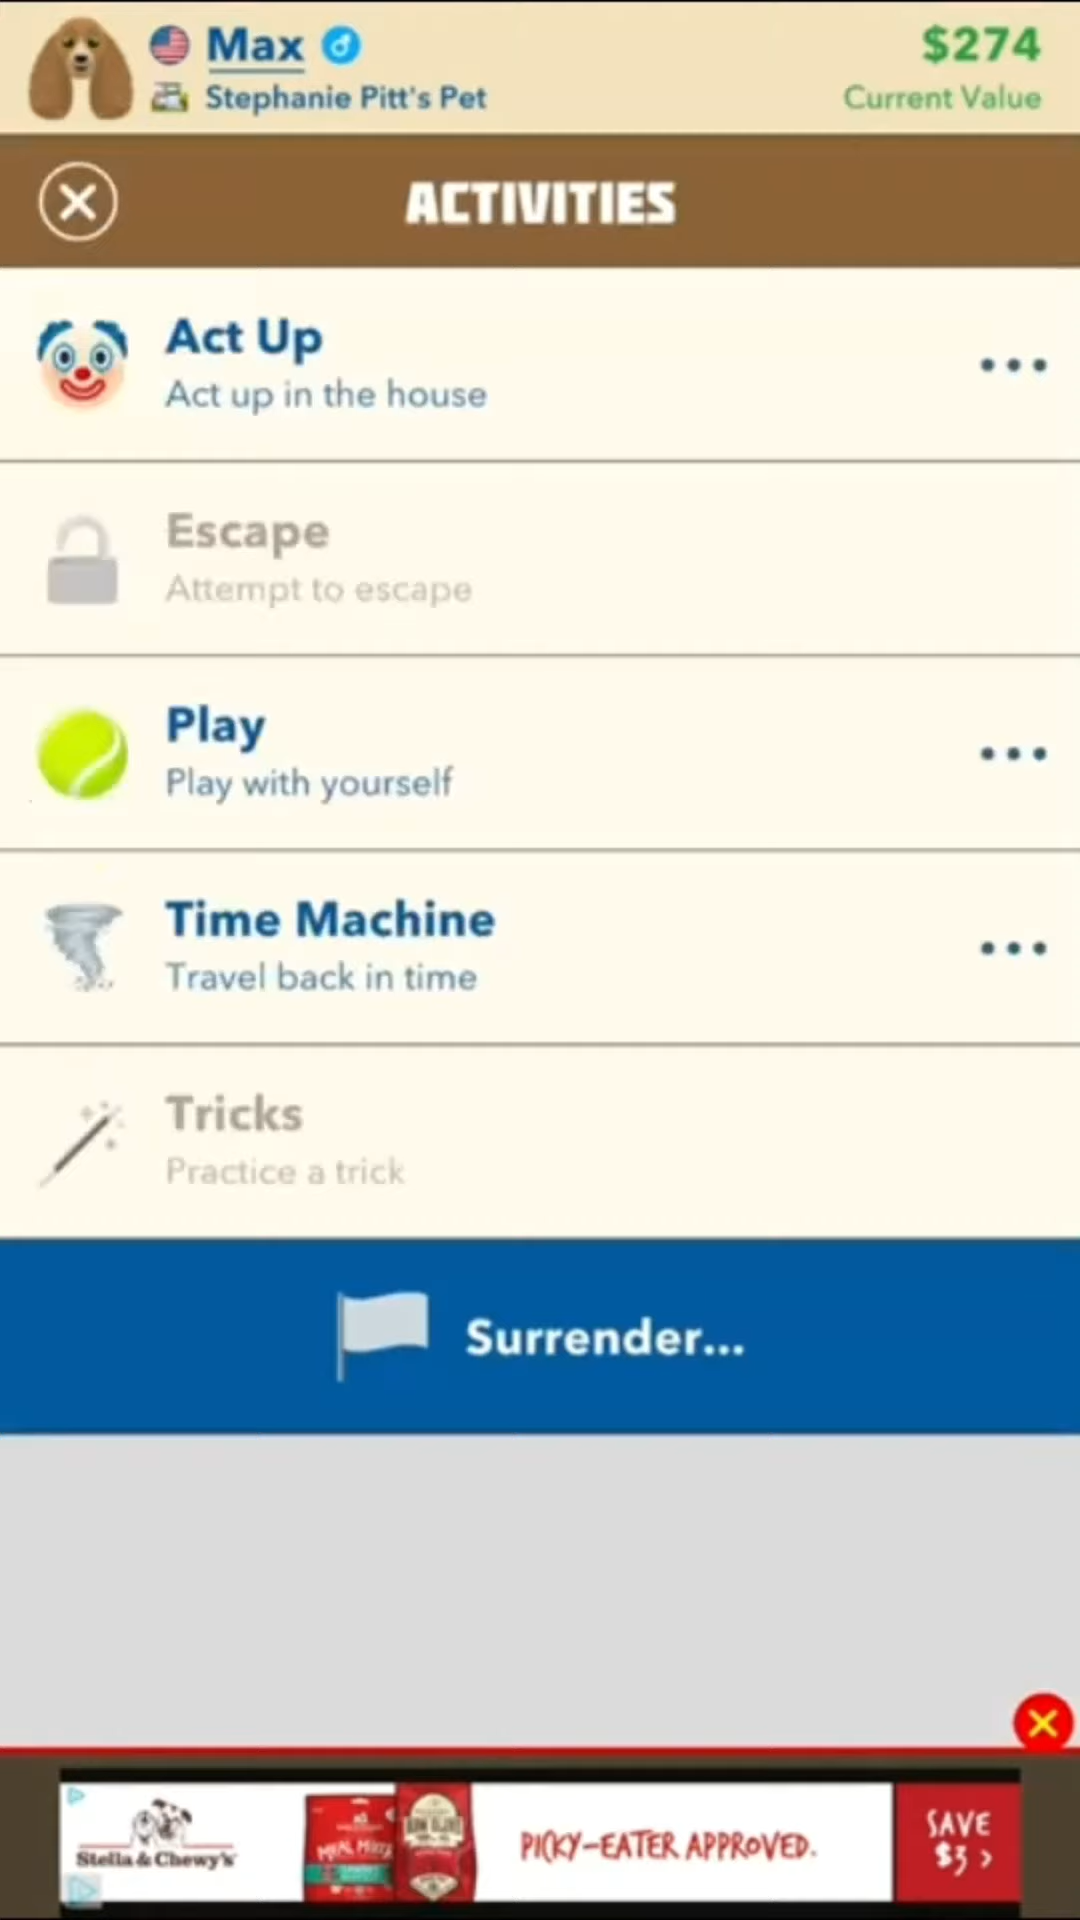 Max
$274
Stephanie Pitt's Pet
Current Value
ACTIVITIES
Act Up
Act up in the house
Escape
Attempt to escape
Play
Play with yourself
Time Machine
Travel back in time
Tricks
Practice a trick
Surrender...
Stella & Chewy's
PICKY-EATER APPROVED.
SAVE
$3 >